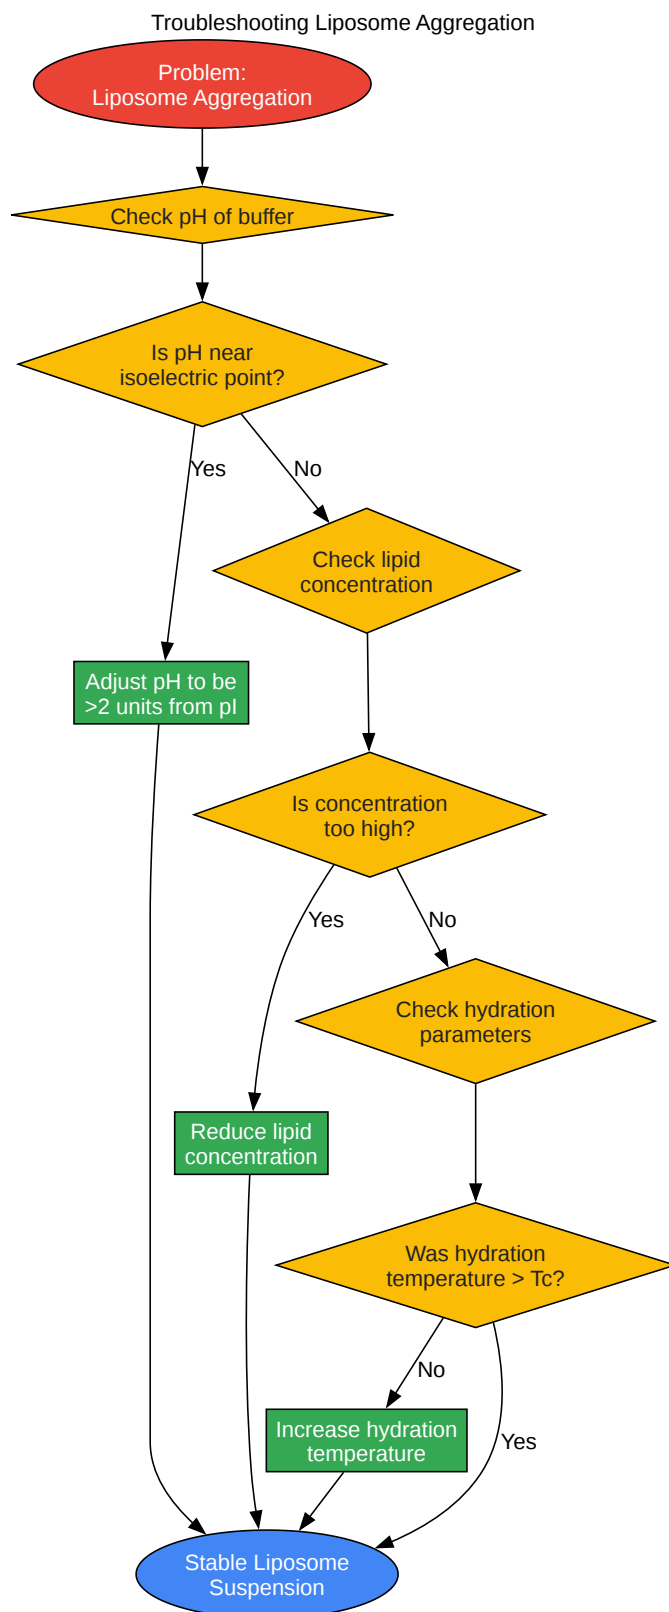 Troubleshooting Liposome Aggregation
Problem:
Liposome Aggregation
Check pH of buffer
Is pH near
isoelectric point?
Yes
No
Check lipid
concentration
Adjust pH to be
>2 units from pI
Is concentration
too high?
Yes
No
Check hydration
parameters
Reduce lipid
concentration
Was hydration
temperature > Tc?
No
Increase hydration
temperature
Yes
Stable Liposome
Suspension